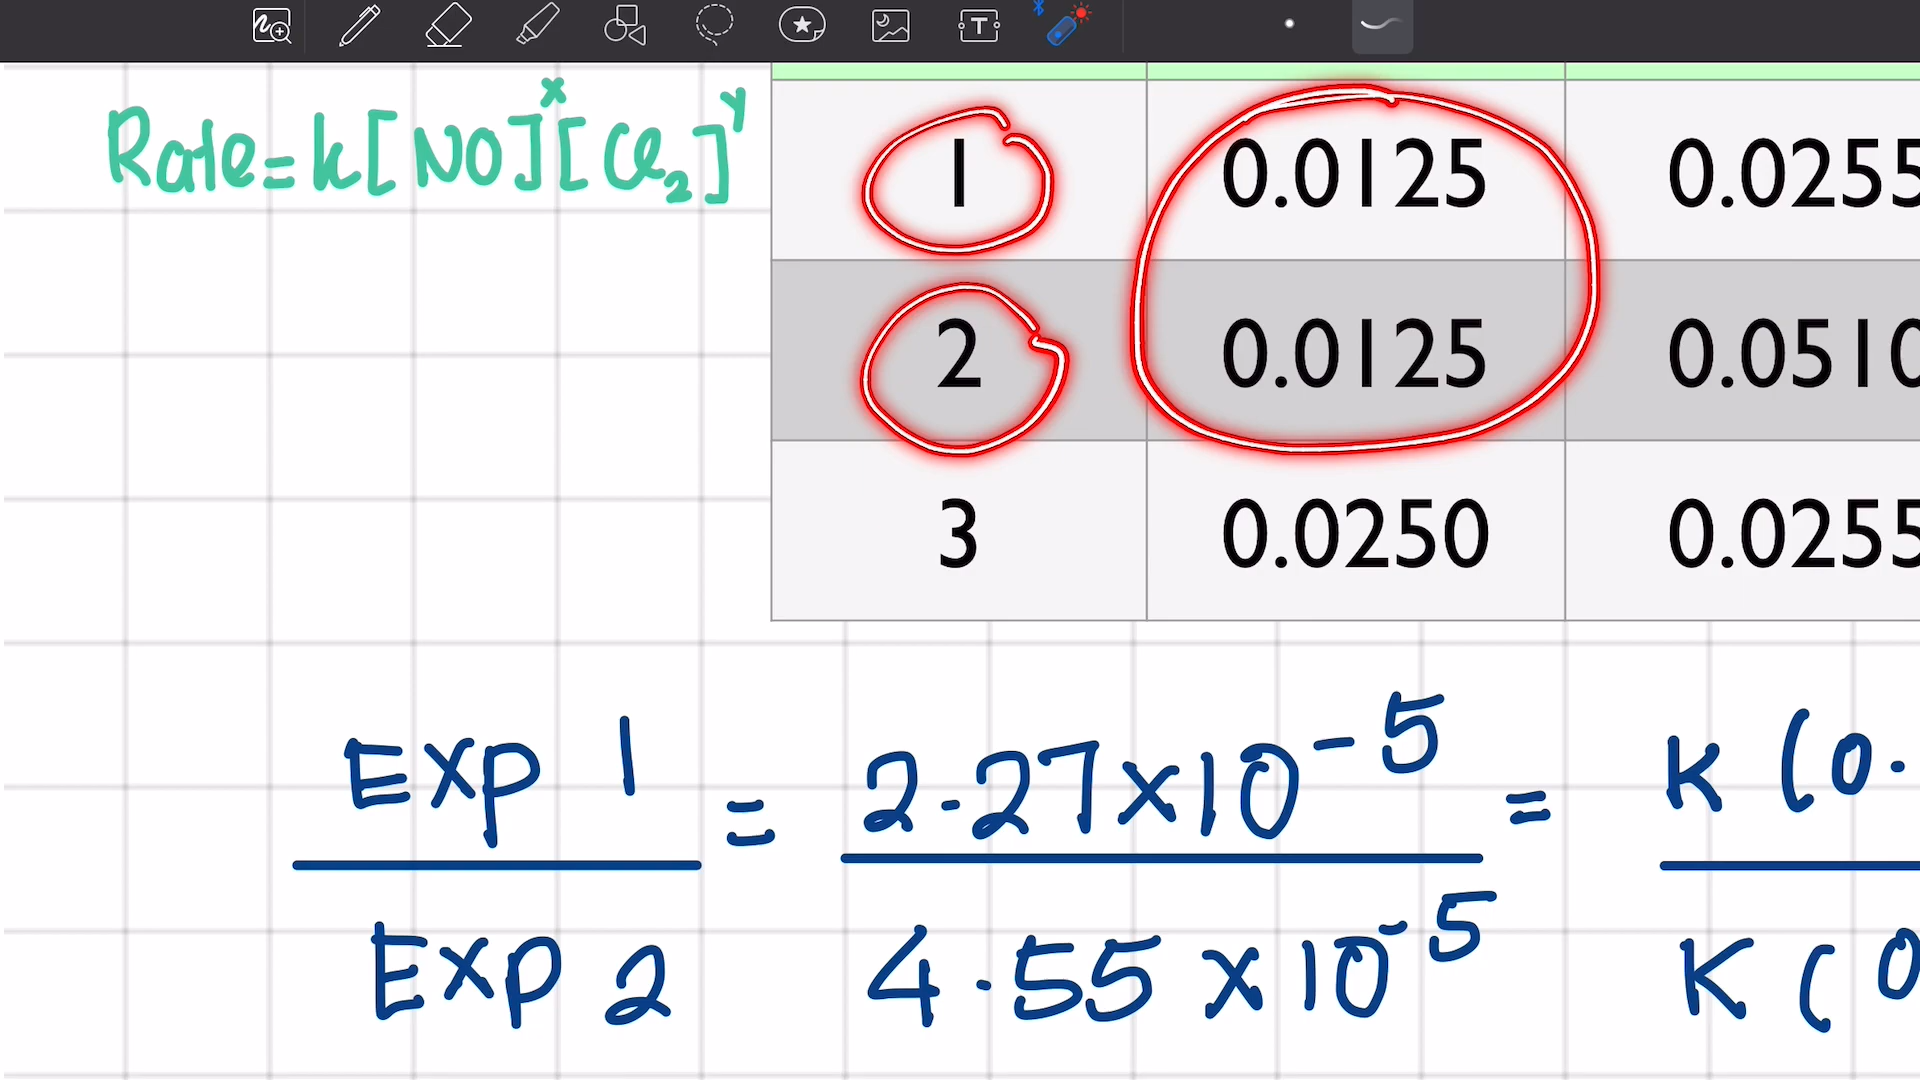 Rate=k[NO]ˣ[Cl₂]ʸ
1 0.0125 0.0255
2 0.0125 0.0510
3 0.0250 0.0255
Exp 1 = 2.27×10⁻⁵ = K (0.
Exp 2 4.55×10⁻⁵ K (0